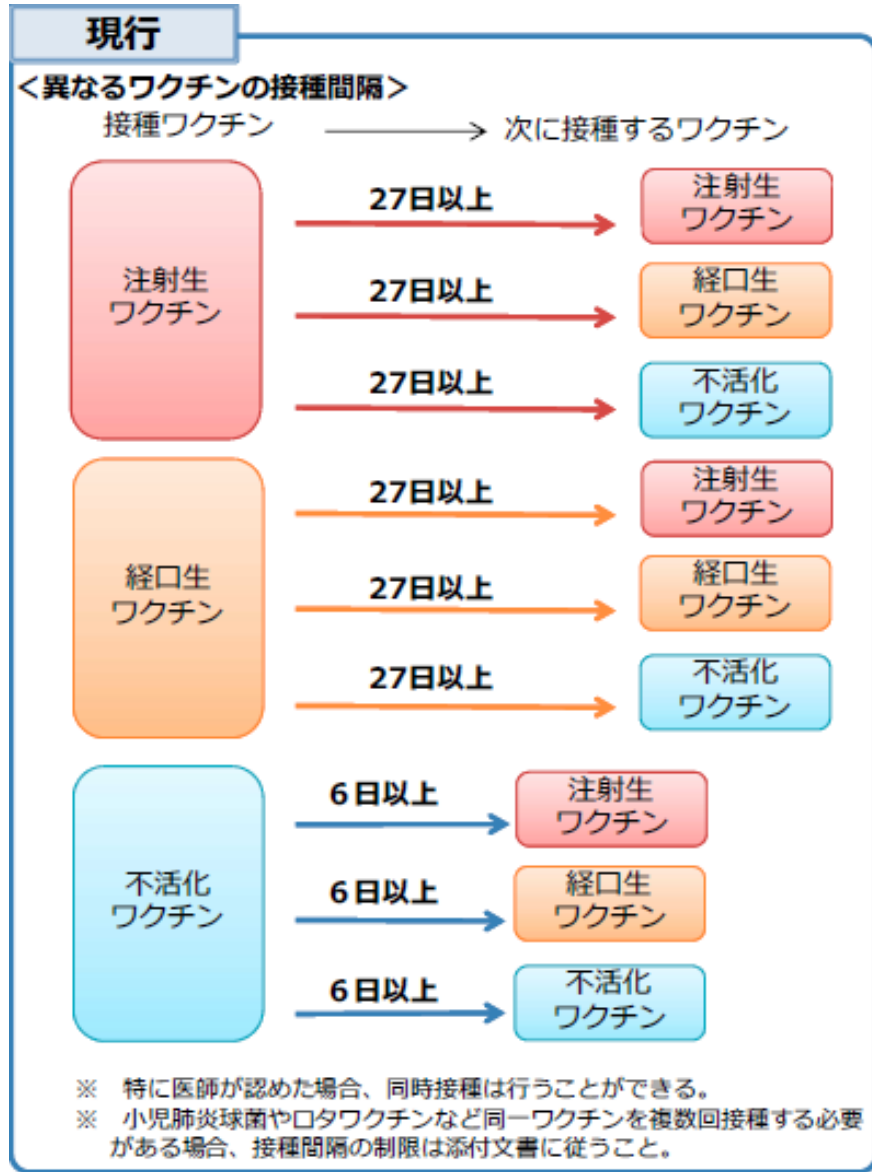 現行
＜異なるワクチンの接種間隔＞
接種ワクチン → 次に接種するワクチン
注射生
ワクチン
27日以上
注射生
ワクチン
27日以上
経口生
ワクチン
27日以上
不活化
ワクチン
経口生
ワクチン
27日以上
注射生
ワクチン
27日以上
経口生
ワクチン
27日以上
不活化
ワクチン
不活化
ワクチン
６日以上
注射生
ワクチン
６日以上
経口生
ワクチン
６日以上
不活化
ワクチン
※　特に医師が認めた場合、同時接種は行うことができる。
※　小児肺炎球菌やロタワクチンなど同一ワクチンを複数回接種する必要
がある場合、接種間隔の制限は添付文書に従うこと。